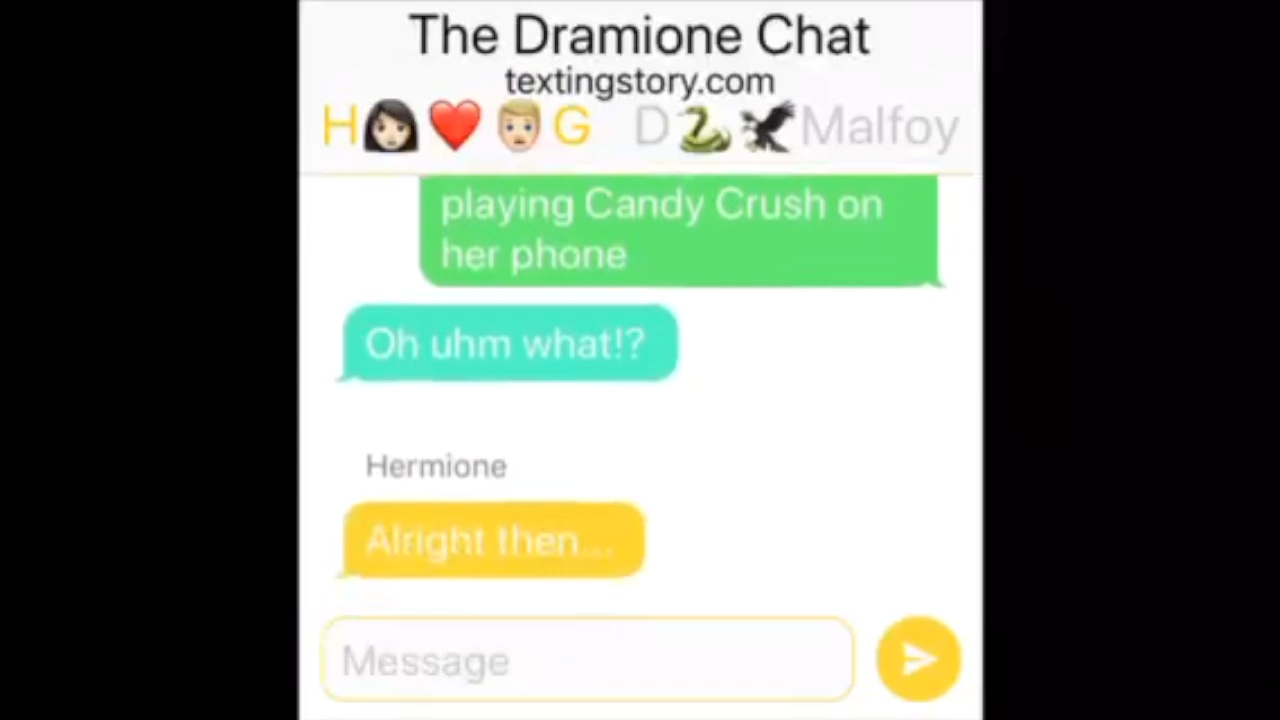 The Dramione Chat
textingstory.com
H👩🏻❤️👨🏼G D🐍🦅Malfoy
playing Candy Crush on
her phone
Oh uhm what!?
Hermione
Alright then...
Message